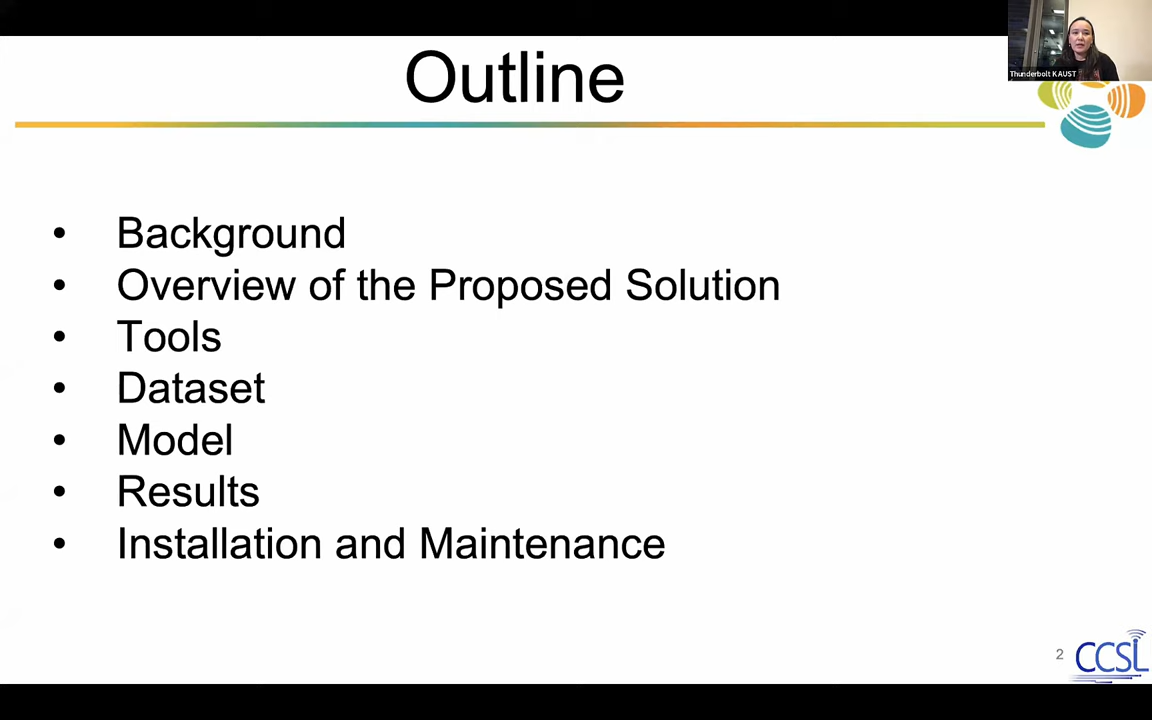 Outline
Thunderbolt KAUST
• Background
• Overview of the Proposed Solution
• Tools
• Dataset
• Model
• Results
• Installation and Maintenance
2
CCSL